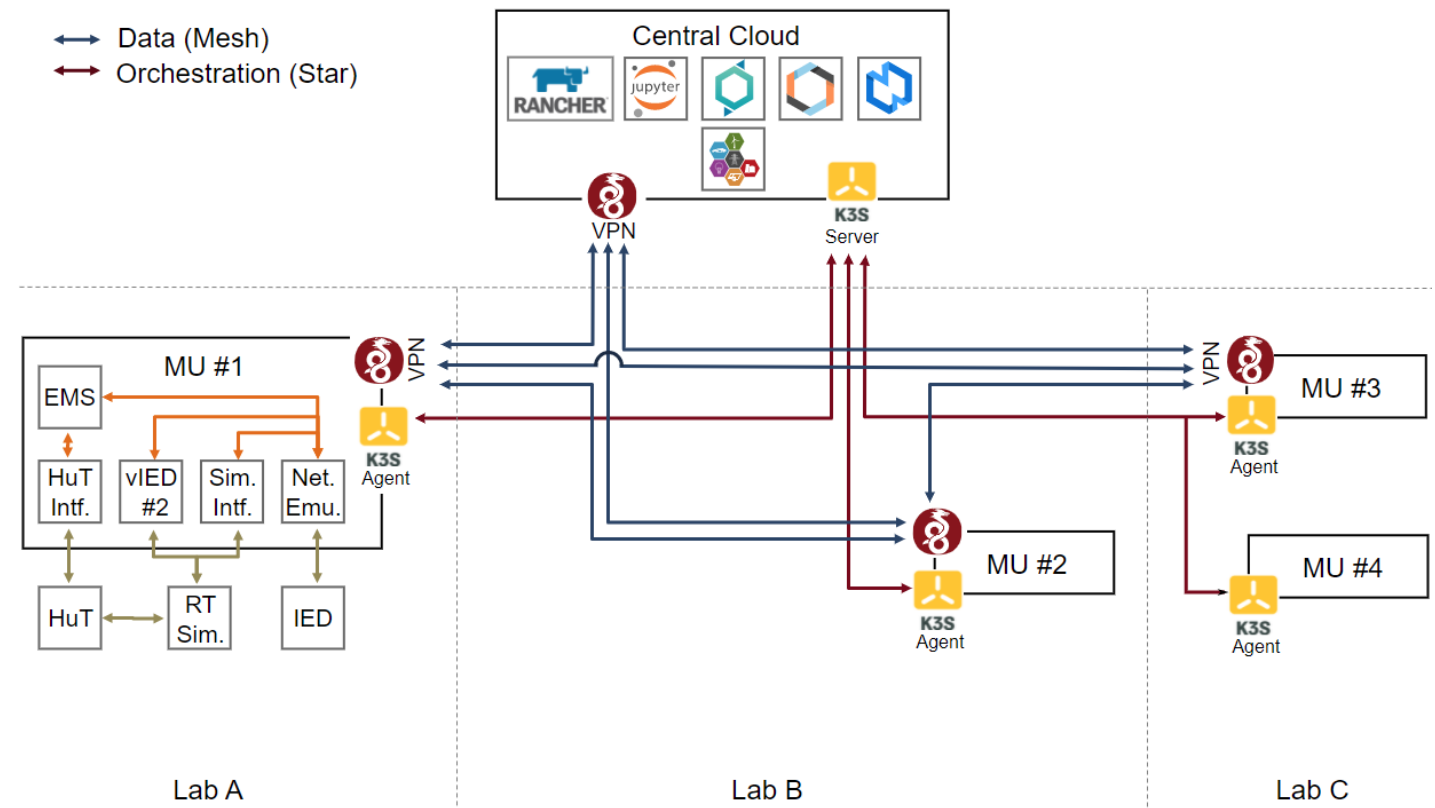 Data (Mesh)
Orchestration (Star)
Central Cloud
RANCHER
jupyter
VPN
K3S
Server
MU #1
VPN
EMS
HuT
Intf.
vIED
#2
Sim.
Intf.
Net.
Emu.
K3S
Agent
HuT
RT
Sim.
IED
VPN
MU #3
K3S
Agent
MU #2
K3S
Agent
MU #4
K3S
Agent
Lab A
Lab B
Lab C